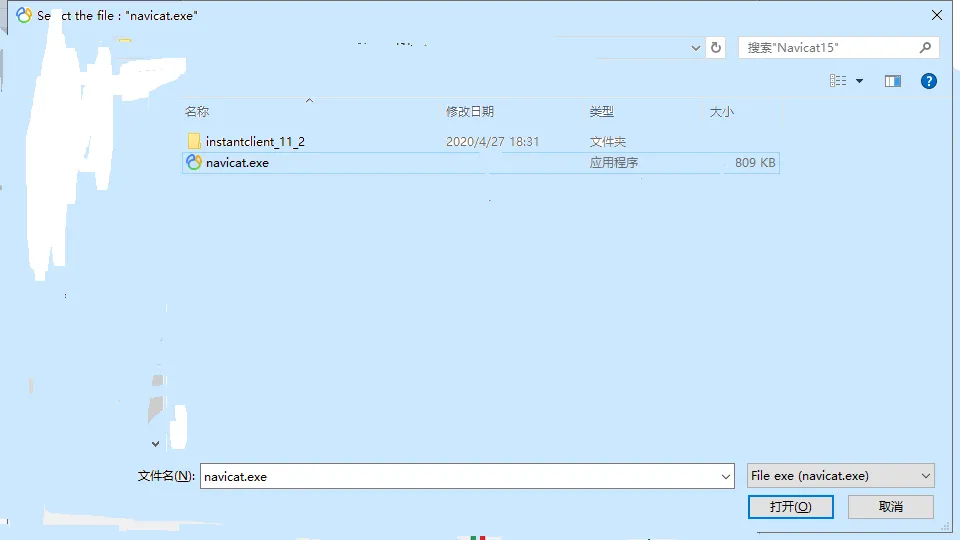 Select the file : "navicat.exe"
搜索"Navicat15"
名称 修改日期 类型 大小
instantclient_11_2 2020/4/27 18:31 文件夹
navicat.exe 应用程序 809 KB
文件名(N): navicat.exe File exe (navicat.exe)
打开(O) 取消